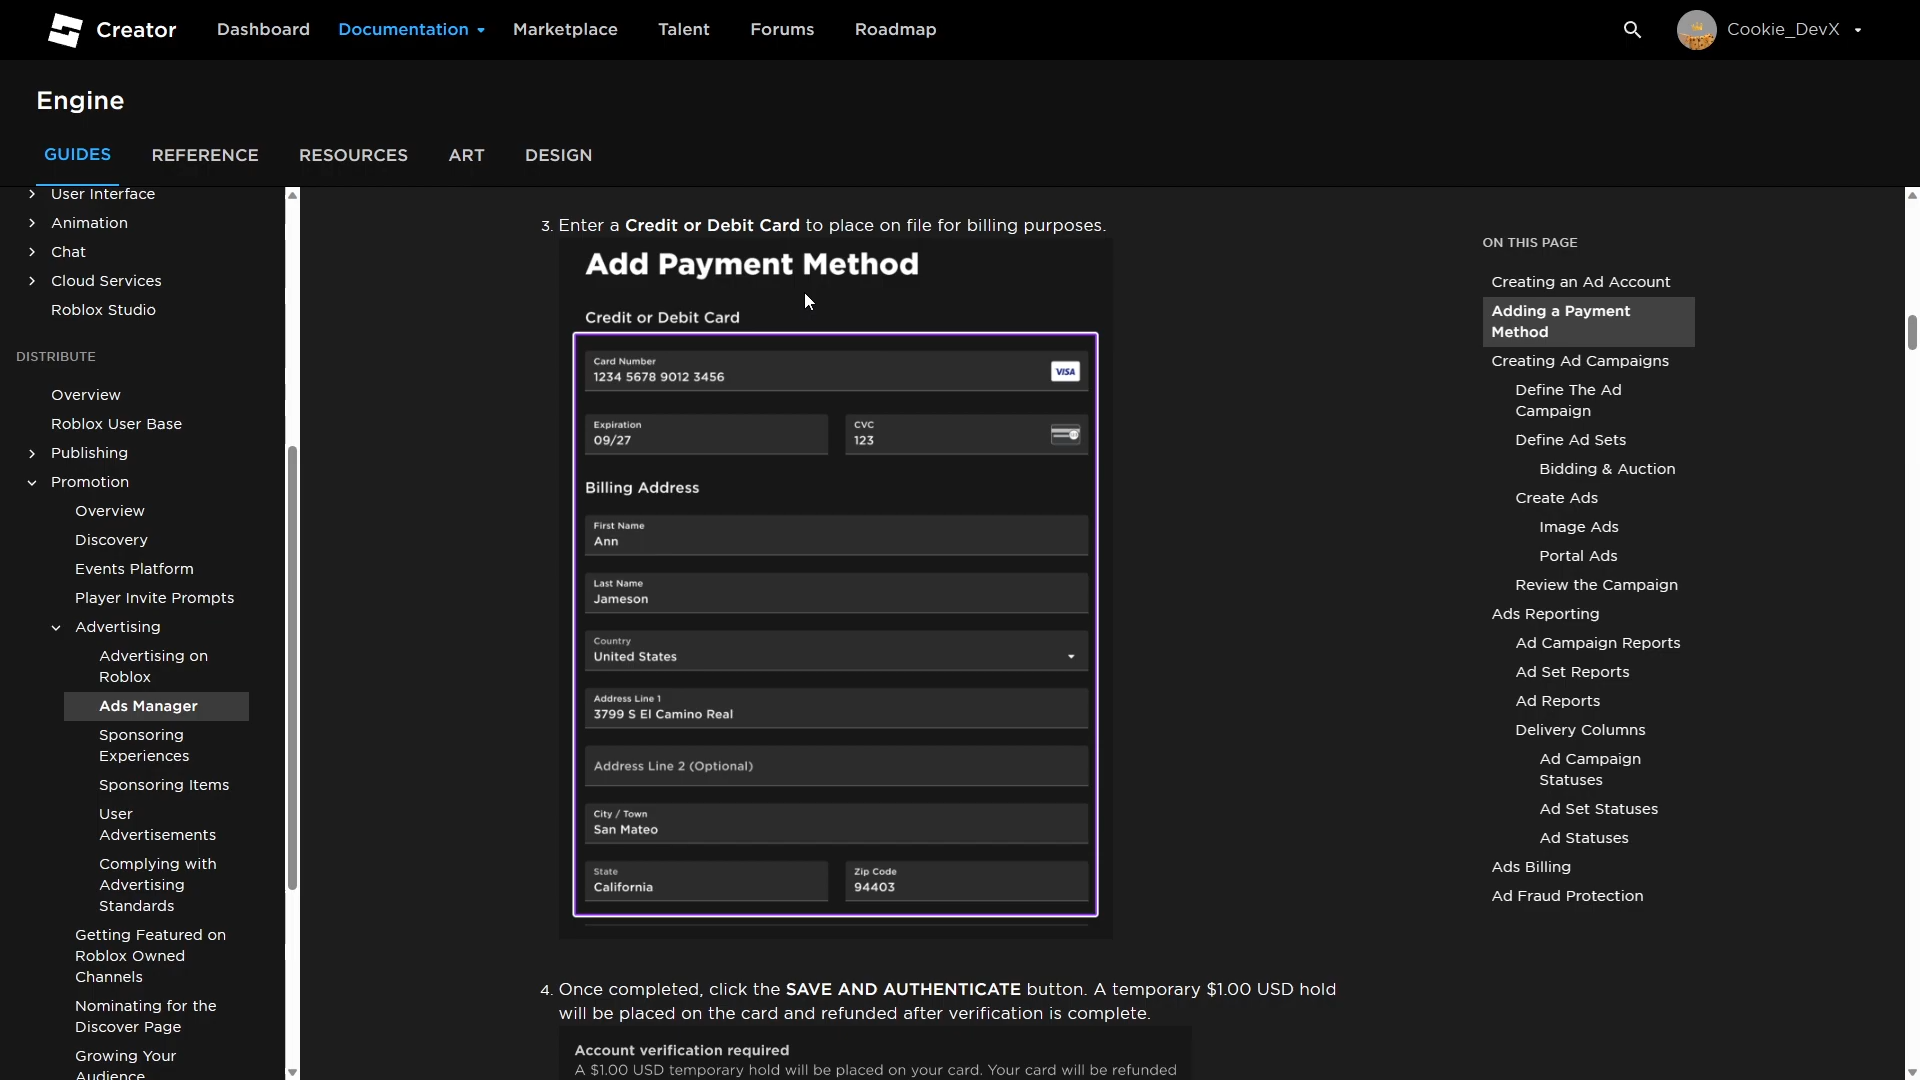 Creator
Dashboard
Documentation
Marketplace
Talent
Forums
Roadmap
Cookie_DevX
Engine
GUIDES
REFERENCE
RESOURCES
ART
DESIGN
User Interface
Animation
Chat
Cloud Services
Roblox Studio
DISTRIBUTE
Overview
Roblox User Base
Publishing
Promotion
Overview
Discovery
Events Platform
Player Invite Prompts
Advertising
Advertising on
Roblox
Ads Manager
Sponsoring
Experiences
Sponsoring Items
User
Advertisements
Complying with
Advertising
Standards
Getting Featured on
Roblox Owned
Channels
Nominating for the
Discover Page
Growing Your
Audience
3. Enter a Credit or Debit Card to place on file for billing purposes.
Add Payment Method
Credit or Debit Card
Card Number
1234 5678 9012 3456
VISA
Expiration
09/27
CVC
123
Billing Address
First Name
Ann
Last Name
Jameson
Country
United States
Address Line 1
3799 S El Camino Real
Address Line 2 (Optional)
City / Town
San Mateo
State
California
Zip Code
94403
4. Once completed, click the SAVE AND AUTHENTICATE button. A temporary $1.00 USD hold
will be placed on the card and refunded after verification is complete.
Account verification required
A $1.00 USD temporary hold will be placed on your card. Your card will be refunded
ON THIS PAGE
Creating an Ad Account
Adding a Payment
Method
Creating Ad Campaigns
Define The Ad
Campaign
Define Ad Sets
Bidding & Auction
Create Ads
Image Ads
Portal Ads
Review the Campaign
Ads Reporting
Ad Campaign Reports
Ad Set Reports
Ad Reports
Delivery Columns
Ad Campaign
Statuses
Ad Set Statuses
Ad Statuses
Ads Billing
Ad Fraud Protection